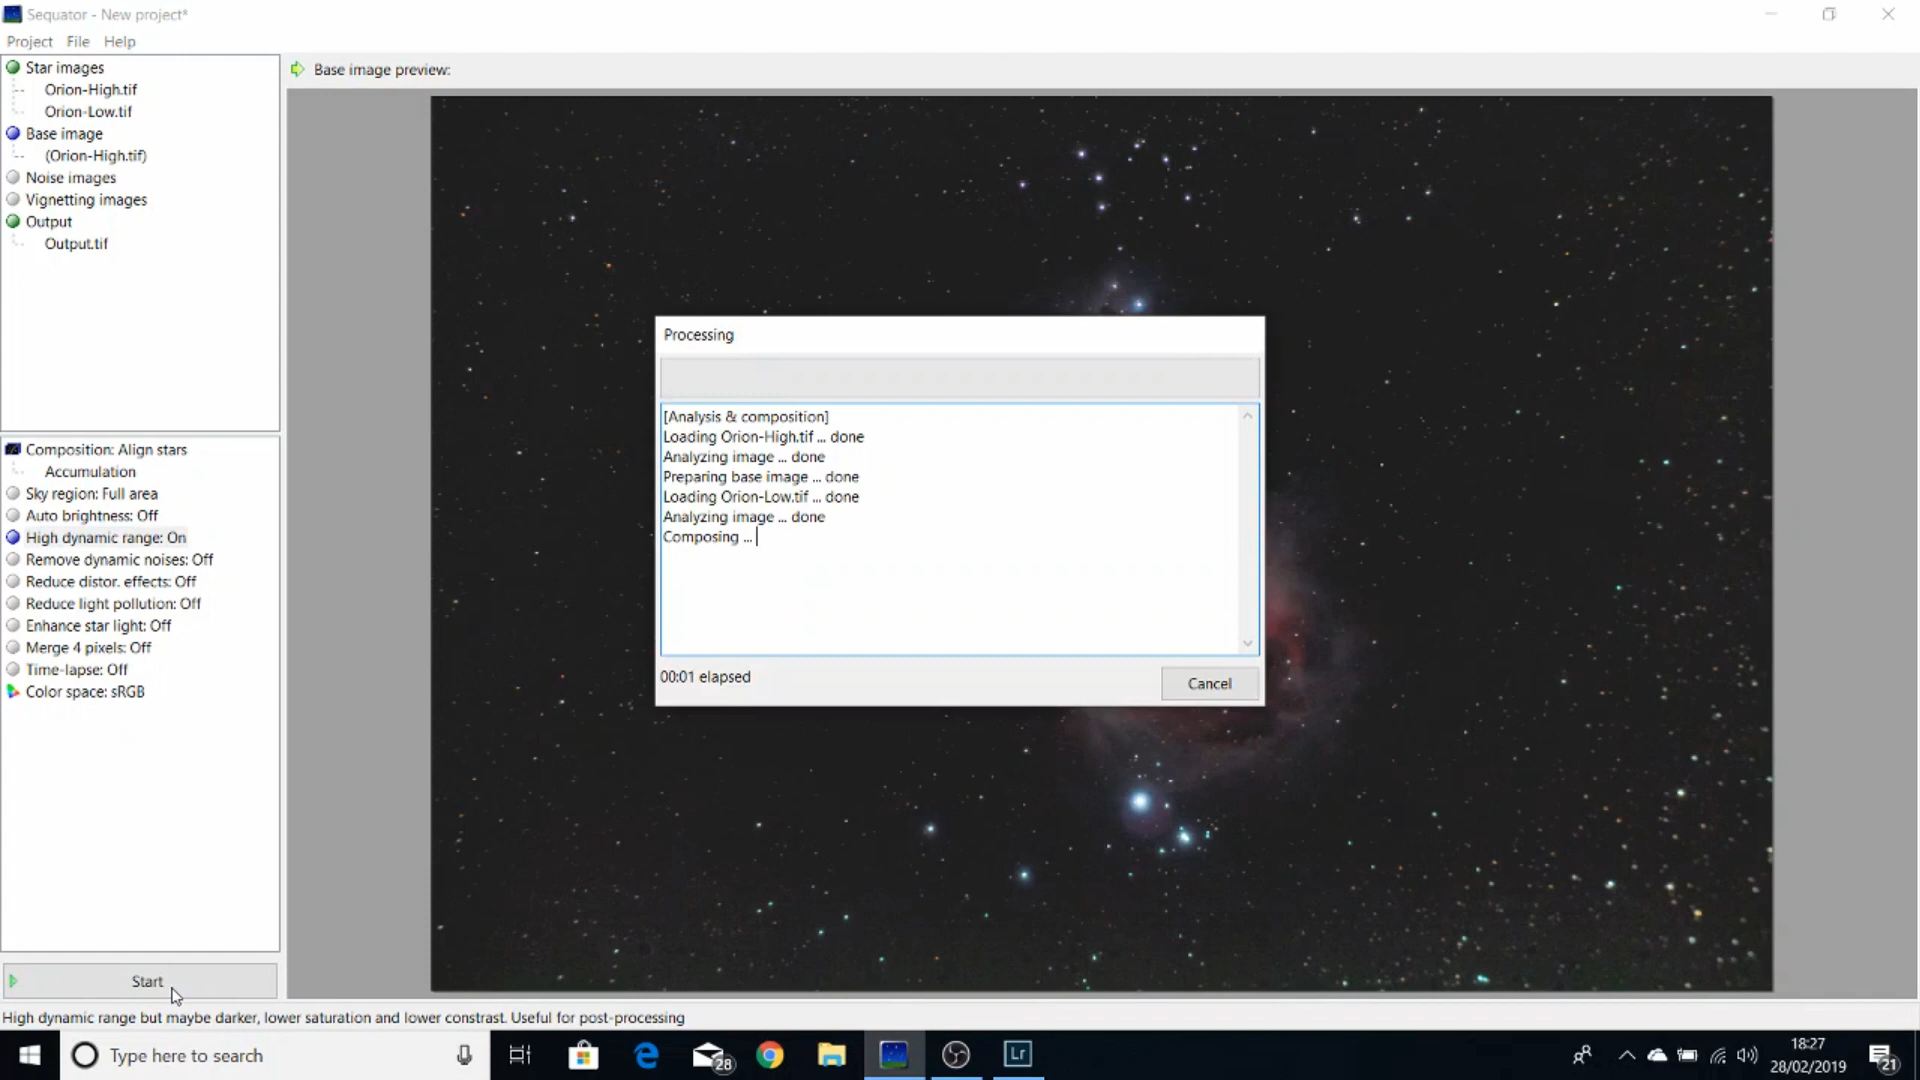 Sequator - New project*
Project File Help
Star images
Orion-High.tif
Orion-Low.tif
Base image
(Orion-High.tif)
Noise images
Vignetting images
Output
Output.tif
Composition: Align stars
Accumulation
Sky region: Full area
Auto brightness: Off
High dynamic range: On
Remove dynamic noises: Off
Reduce distor. effects: Off
Reduce light pollution: Off
Enhance star light: Off
Merge 4 pixels: Off
Time-lapse: Off
Color space: sRGB
Start
Base image preview:
Processing
[Analysis & composition]
Loading Orion-High.tif ... done
Analyzing image ... done
Preparing base image ... done
Loading Orion-Low.tif ... done
Analyzing image ... done
Composing ...
00:01 elapsed
Cancel
High dynamic range but maybe darker, lower saturation and lower constrast. Useful for post-processing
Type here to search
28
Lr
18:27
28/02/2019
21